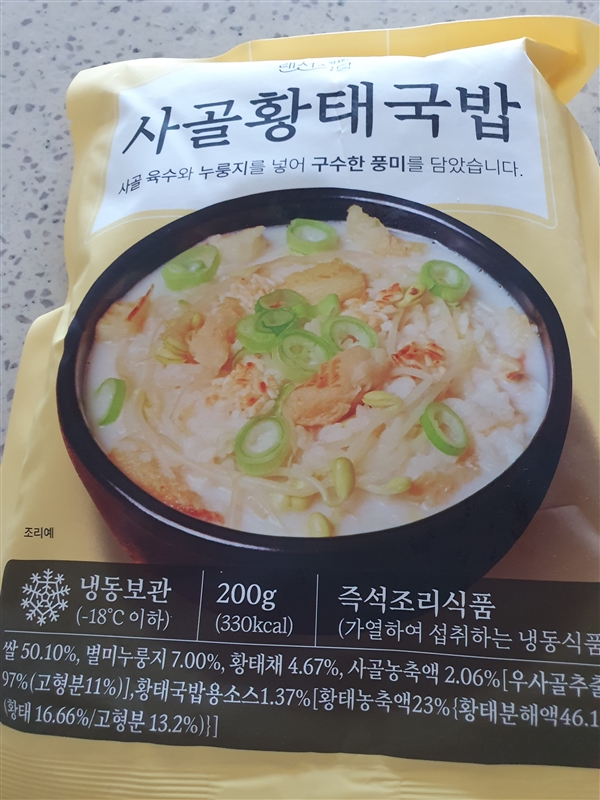 사골황태국밥
사골 육수와 누룽지를 넣어 구수한 풍미를 담았습니다.
조리예
냉동보관
(-18℃ 이하)
200g
(330kcal)
즉석조리식품
(가열하여 섭취하는 냉동식품
쌀 50.10%, 별미누룽지 7.00%, 황태채 4.67%, 사골농축액 2.06%[우사골추출
97%(고형분11%)],황태국밥용소스1.37%[황태농축액23%{황태분해액46.1
(황태 16.66%/고형분 13.2%)}]